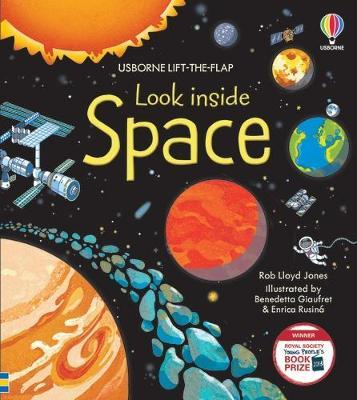 USBORNE
USBORNE LIFT-THE-FLAP
Look inside
Space
Rob Lloyd Jones
Illustrated by
Benedetta Giaufret
& Enrica Rusiná
WINNER
ROYAL SOCIETY
YOUNG PEOPLE'S
BOOK
PRIZE